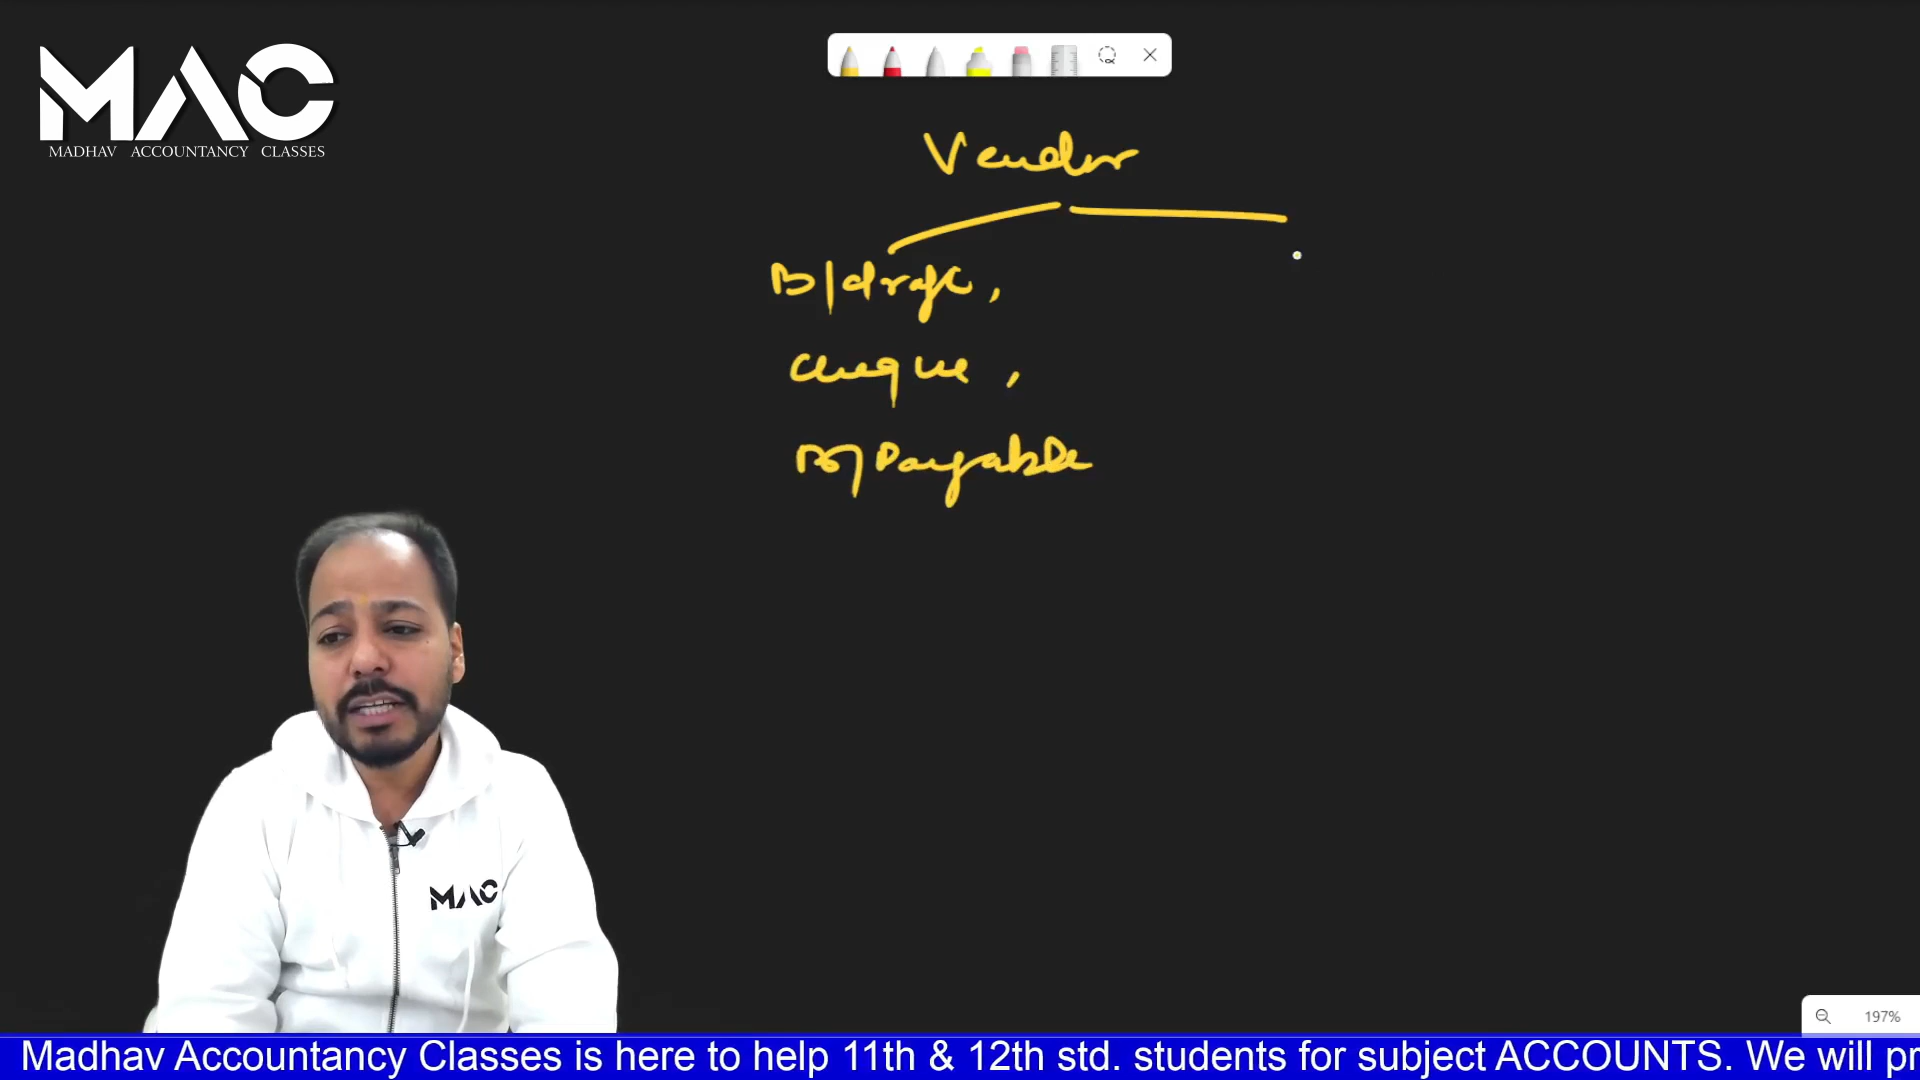 MAC
MADHAV ACCOUNTANCY CLASSES
Vendor
B/draft,
Cheque,
B/Payable
MAC
197%
Madhav Accountancy Classes is here to help 11th & 12th std. students for subject ACCOUNTS. We will pr